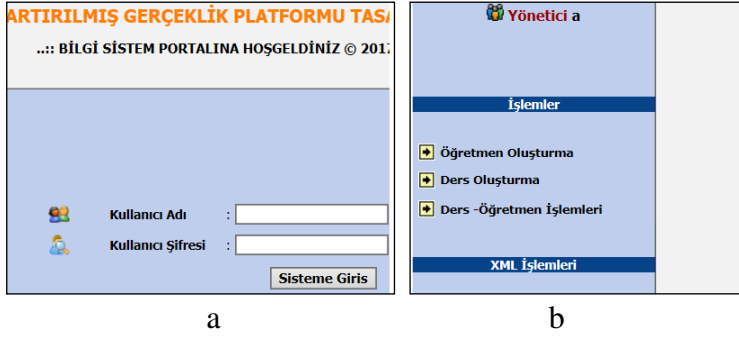 ARTIRILMIŞ GERÇEKLİK PLATFORMU TASA
..:: BİLGİ SİSTEM PORTALINA HOŞGELDİNİZ © 2017
Kullanıcı Adı :
Kullanıcı Şifresi :
Sisteme Giris
a
Yönetici a
İşlemler
Öğretmen Oluşturma
Ders Oluşturma
Ders -Öğretmen İşlemleri
XML İşlemleri
b